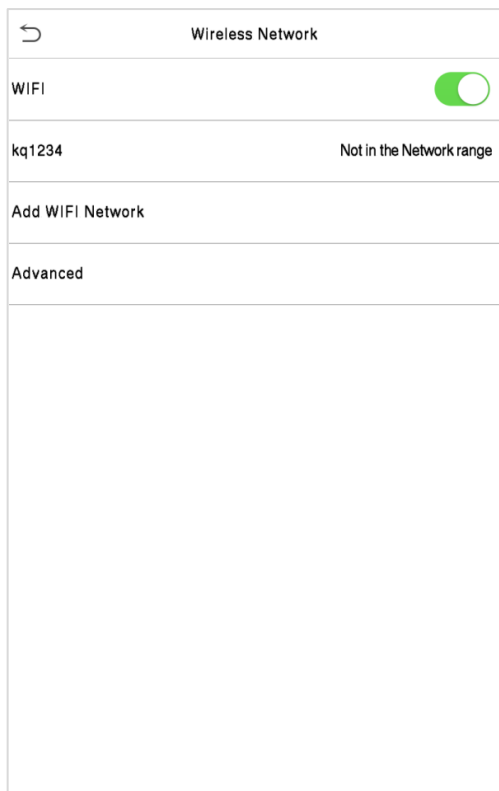 Wireless Network
WIFI
kq1234 Not in the Network range
Add WIFI Network
Advanced